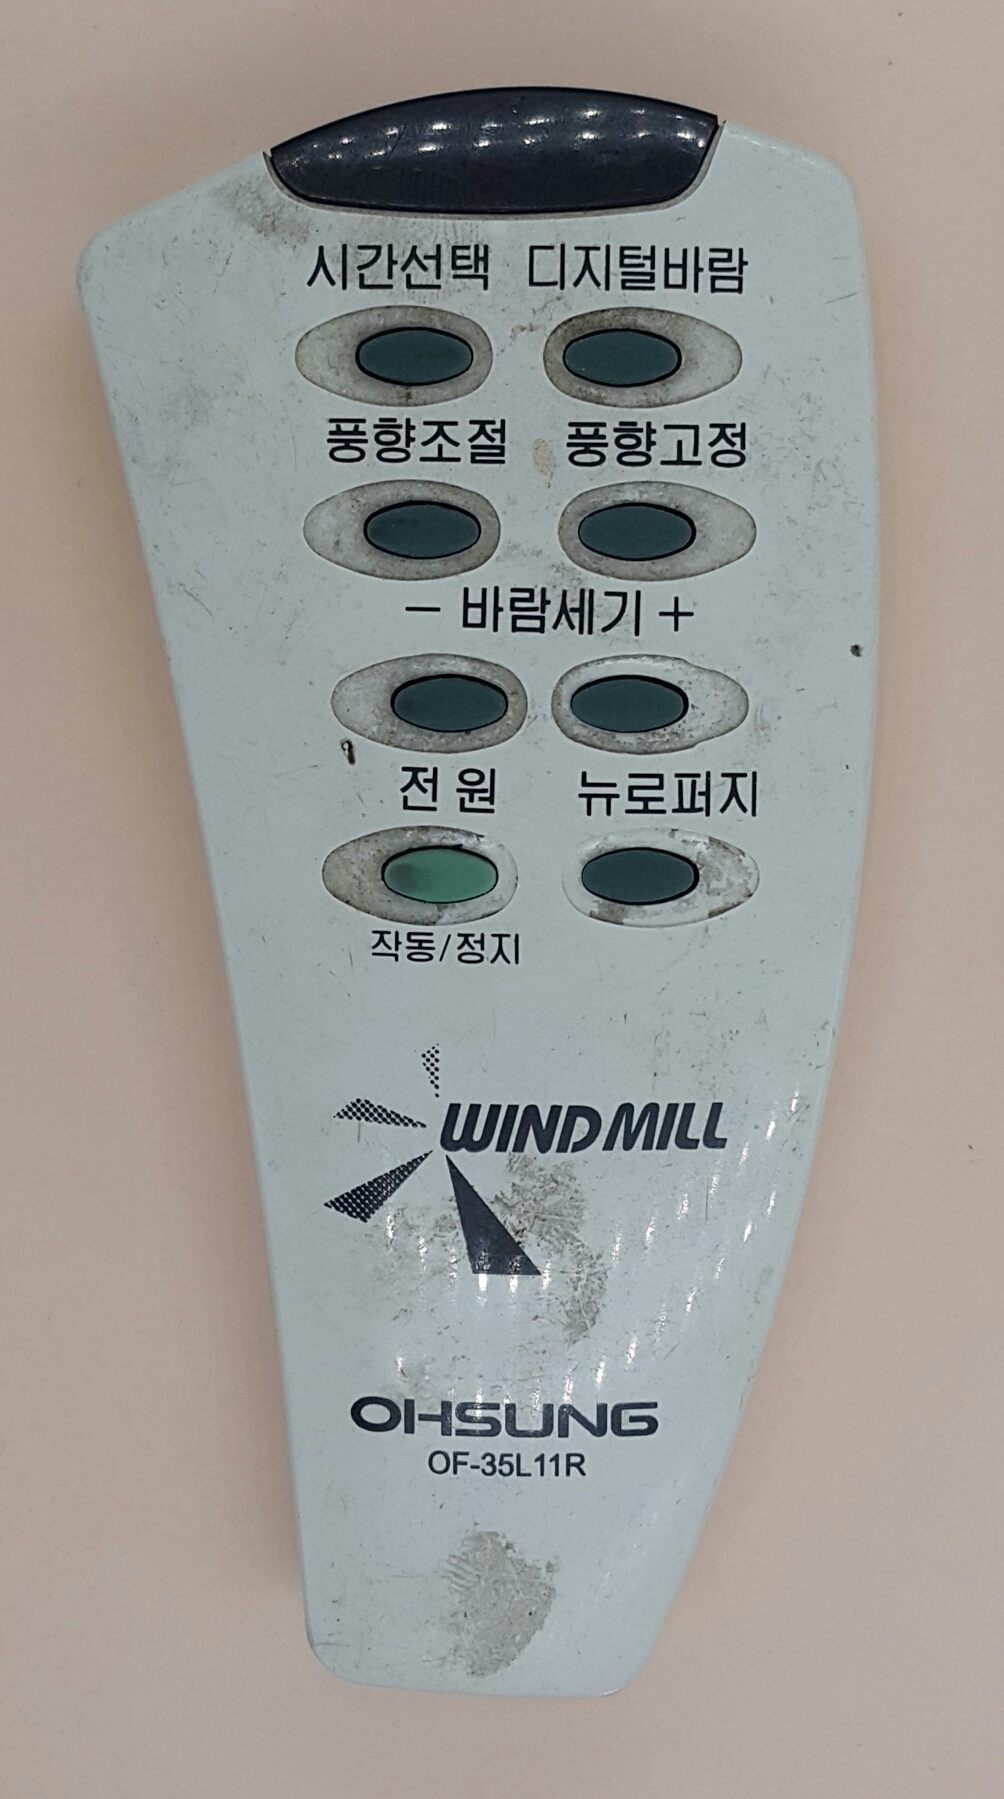 시간선택 디지털바람
풍향조절 풍향고정
－ 바람세기 +
전 원 뉴로퍼지
작동/정지
WINDMILL
OHSUNG
OF-35L11R